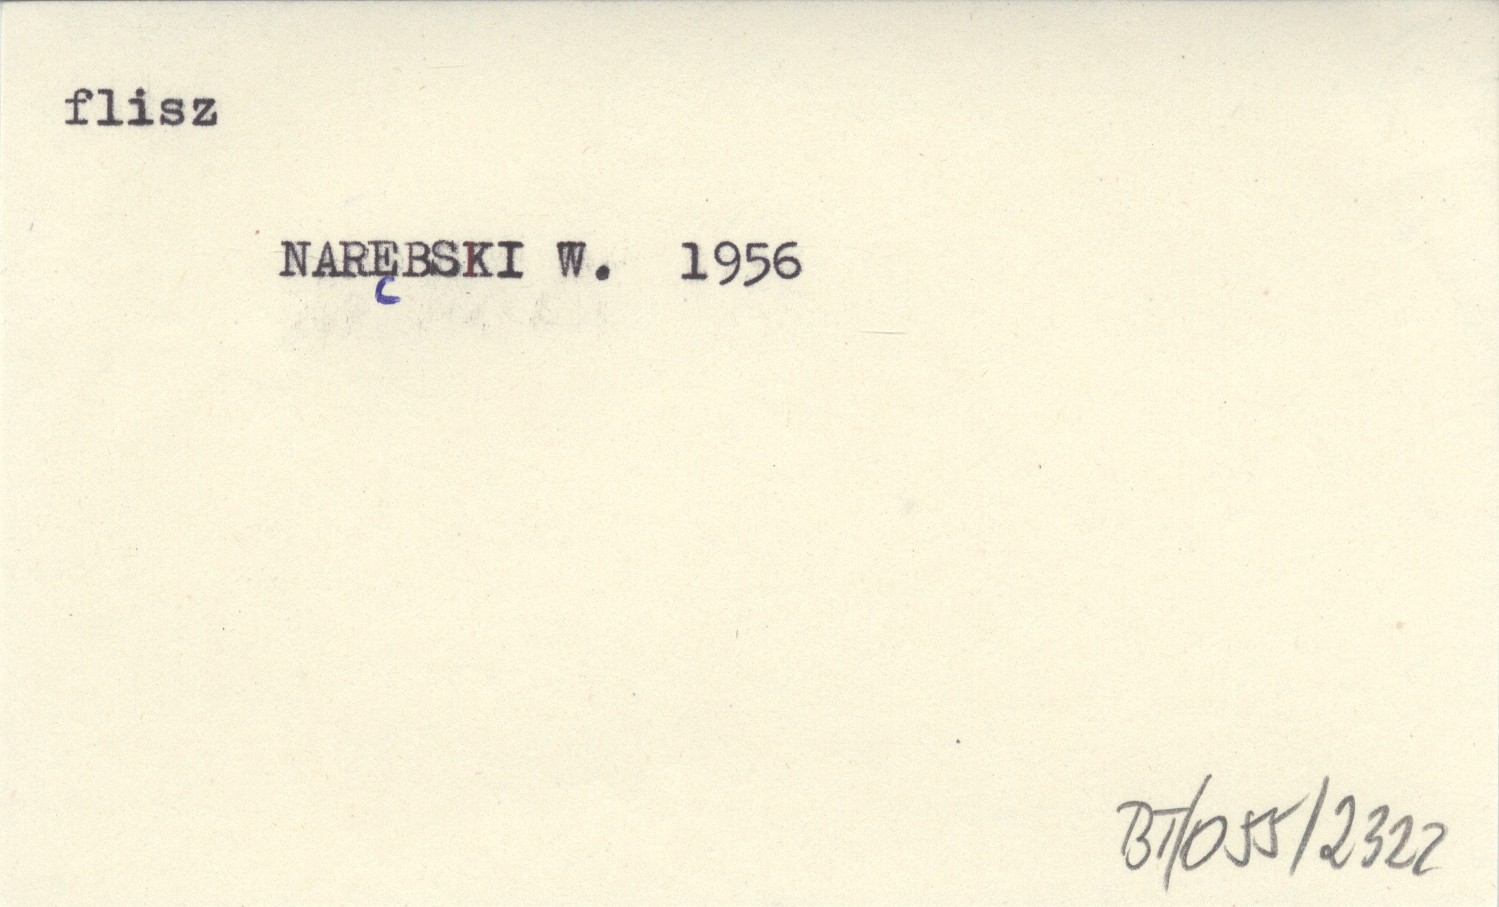 flisz
NARĘBSKI W. 1956
BT/055/2322